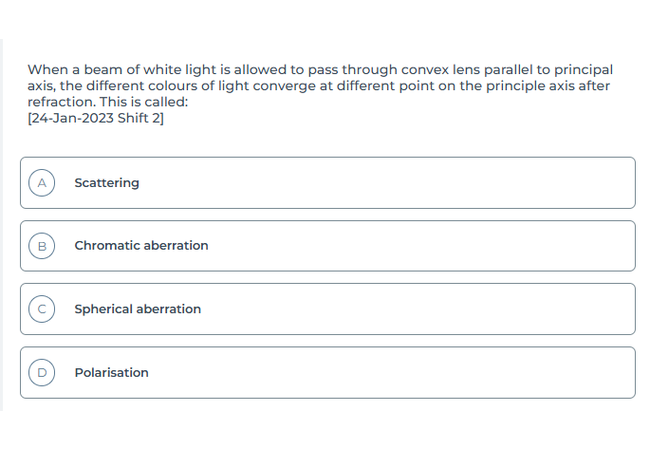 When a beam of white light is allowed to pass through convex lens parallel to principal
axis, the different colours of light converge at different point on the principle axis after
refraction. This is called:
[24-Jan-2023 Shift 2]
A Scattering
B Chromatic aberration
C Spherical aberration
D Polarisation